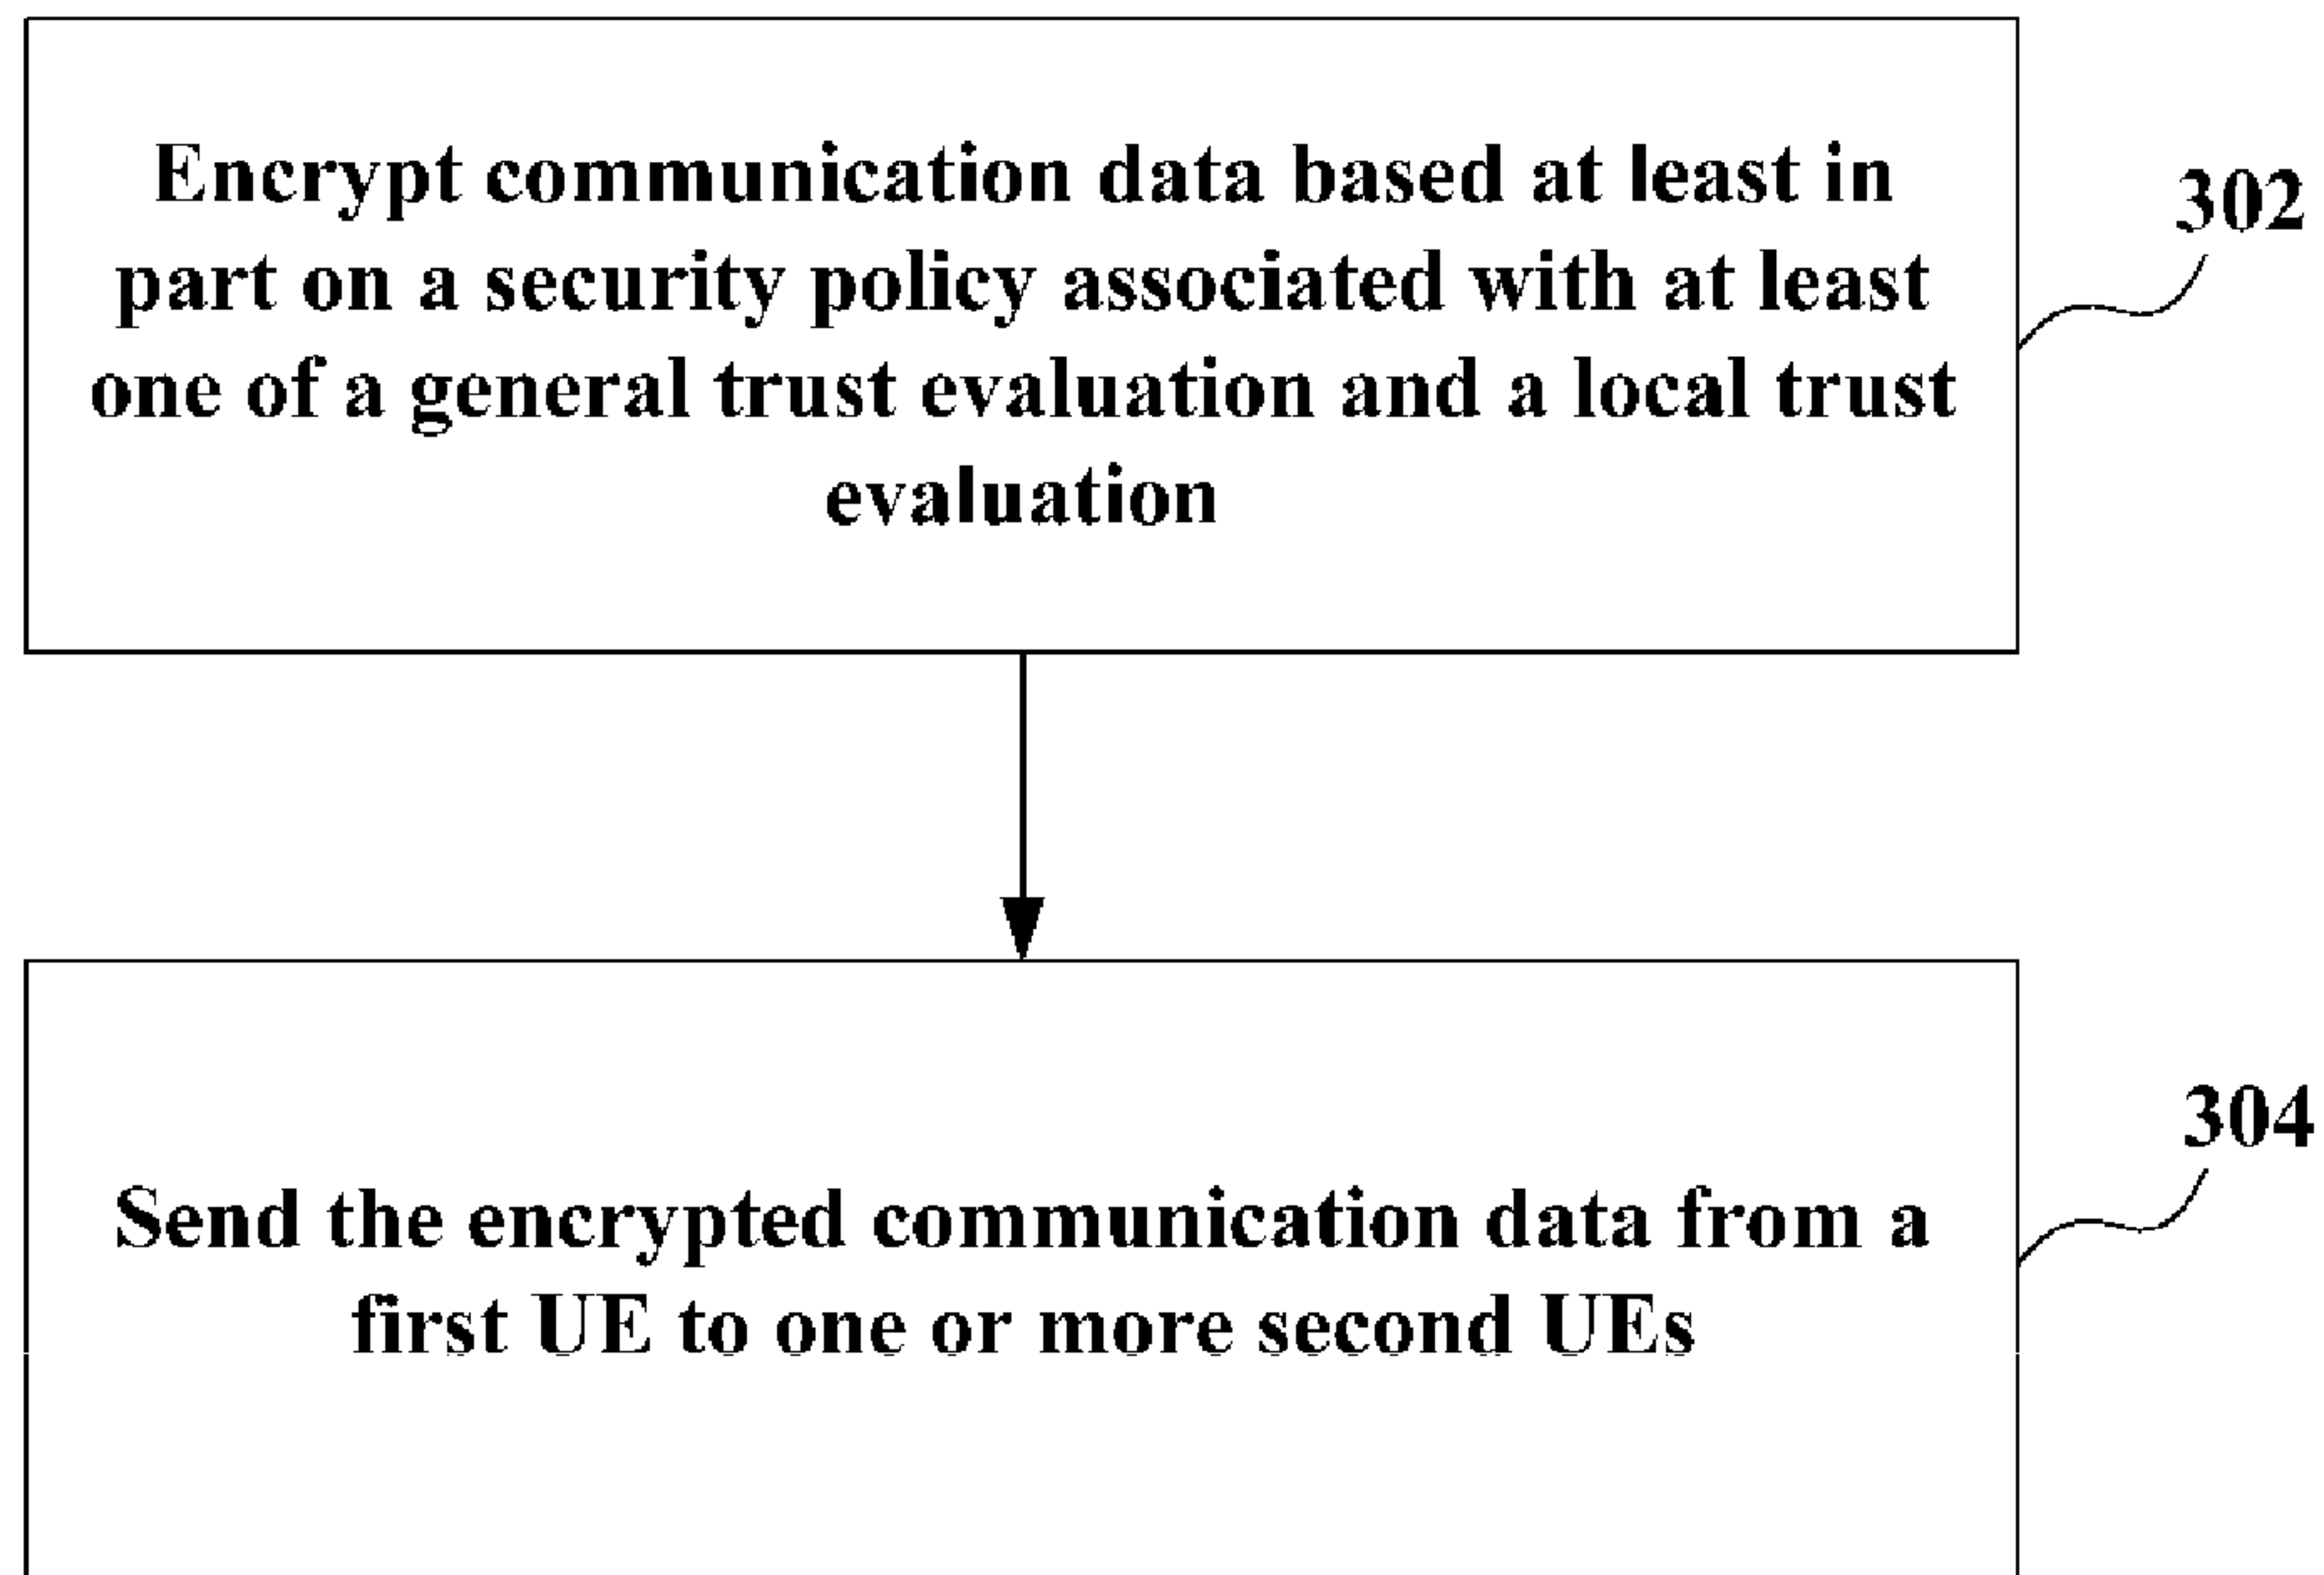 Encrypt communication data based at least in
part on a security policy associated with at least
one of a general trust evaluation and a local trust
evaluation
302
Send the encrypted communication data from a
first UE to one or more second UEs
304